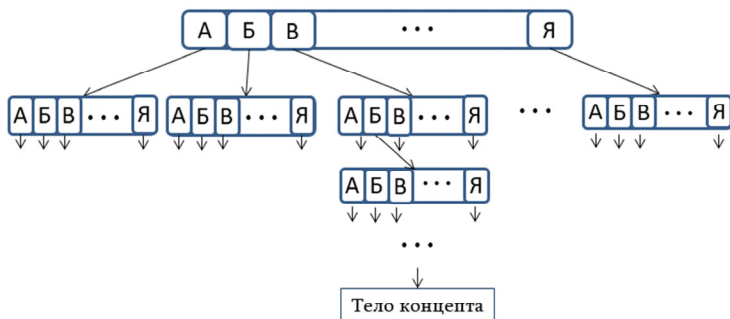 А Б В ... Я
А Б В ... Я А Б В ... Я А Б В ... Я ... А Б В ... Я
А Б В ... Я
...
Тело концепта